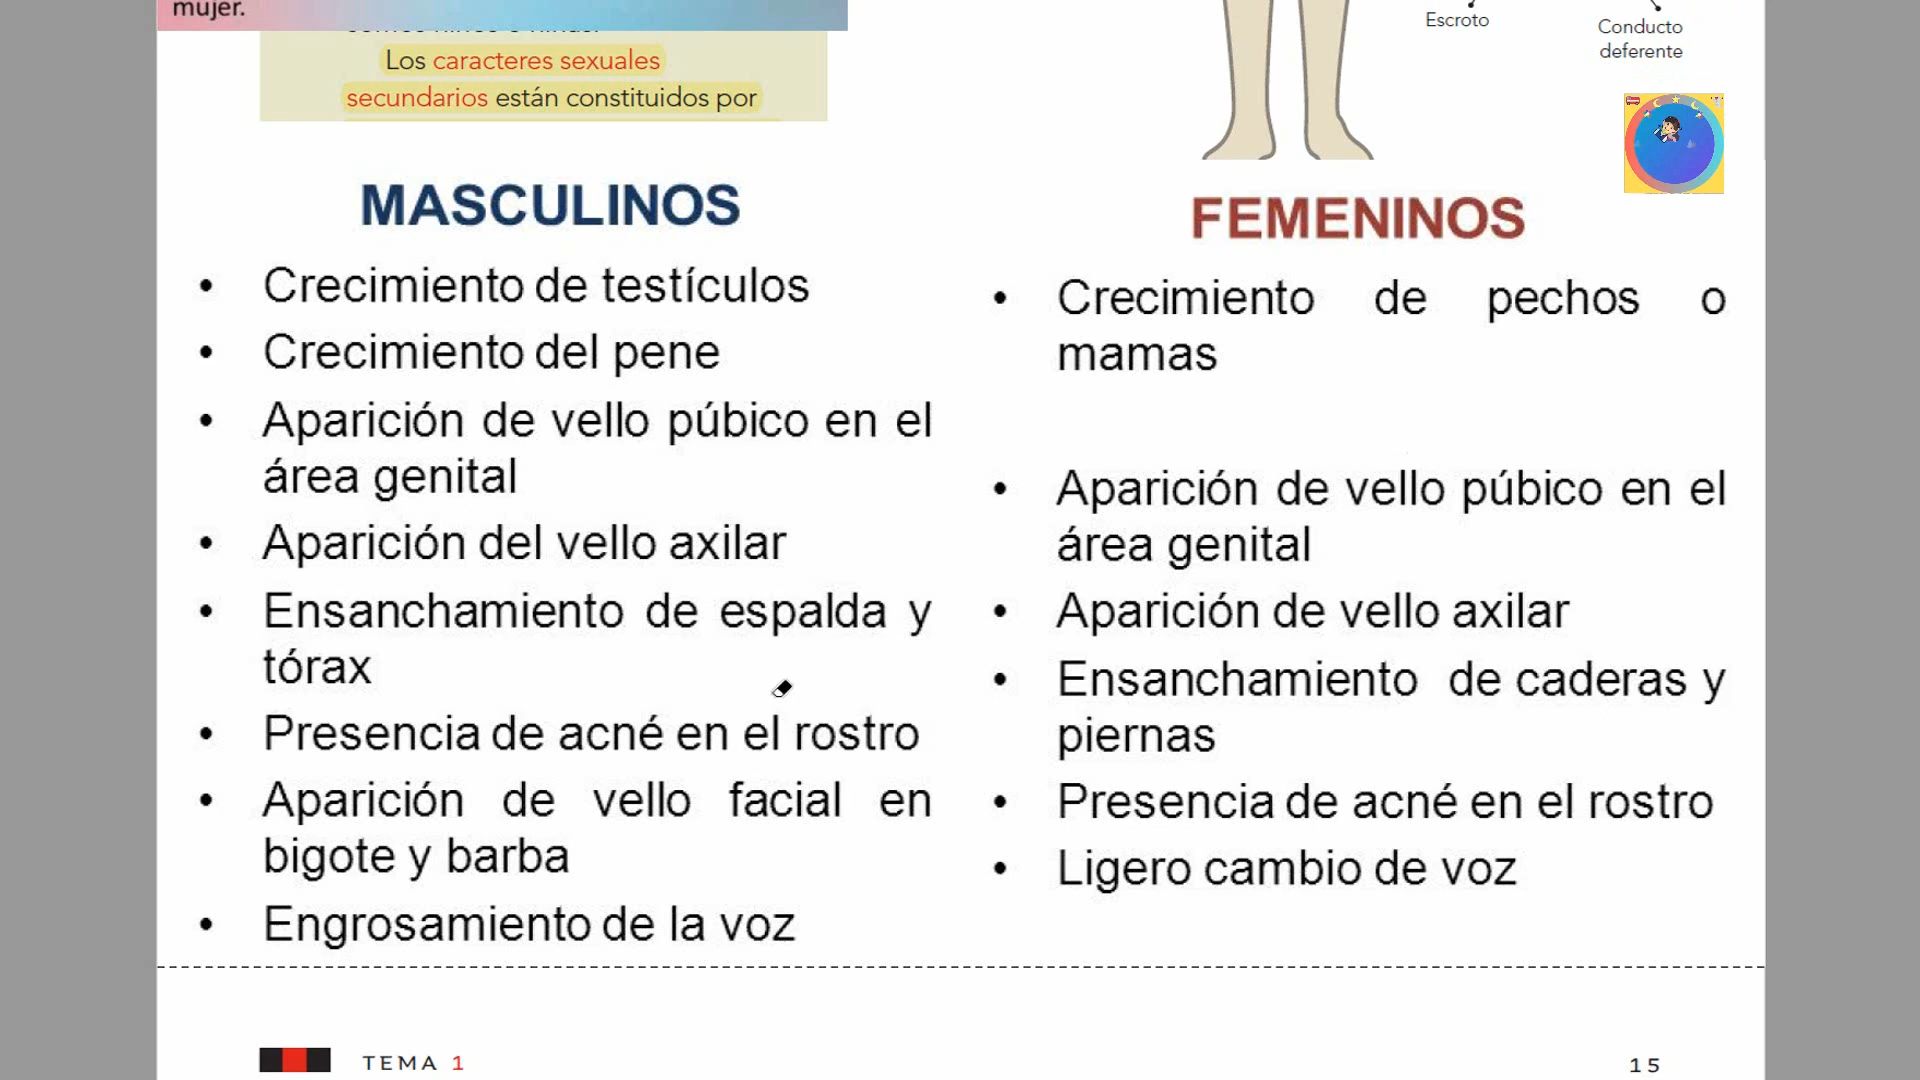 mujer.
Los caracteres sexuales
secundarios están constituidos por
Escroto
Conducto
deferente
MASCULINOS
• Crecimiento de testículos
• Crecimiento del pene
• Aparición de vello púbico en el
área genital
• Aparición del vello axilar
• Ensanchamiento de espalda y
tórax
• Presencia de acné en el rostro
• Aparición de vello facial en
bigote y barba
• Engrosamiento de la voz
FEMENINOS
• Crecimiento de pechos o
mamas
• Aparición de vello púbico en el
área genital
• Aparición de vello axilar
• Ensanchamiento de caderas y
piernas
• Presencia de acné en el rostro
• Ligero cambio de voz
TEMA 1
15